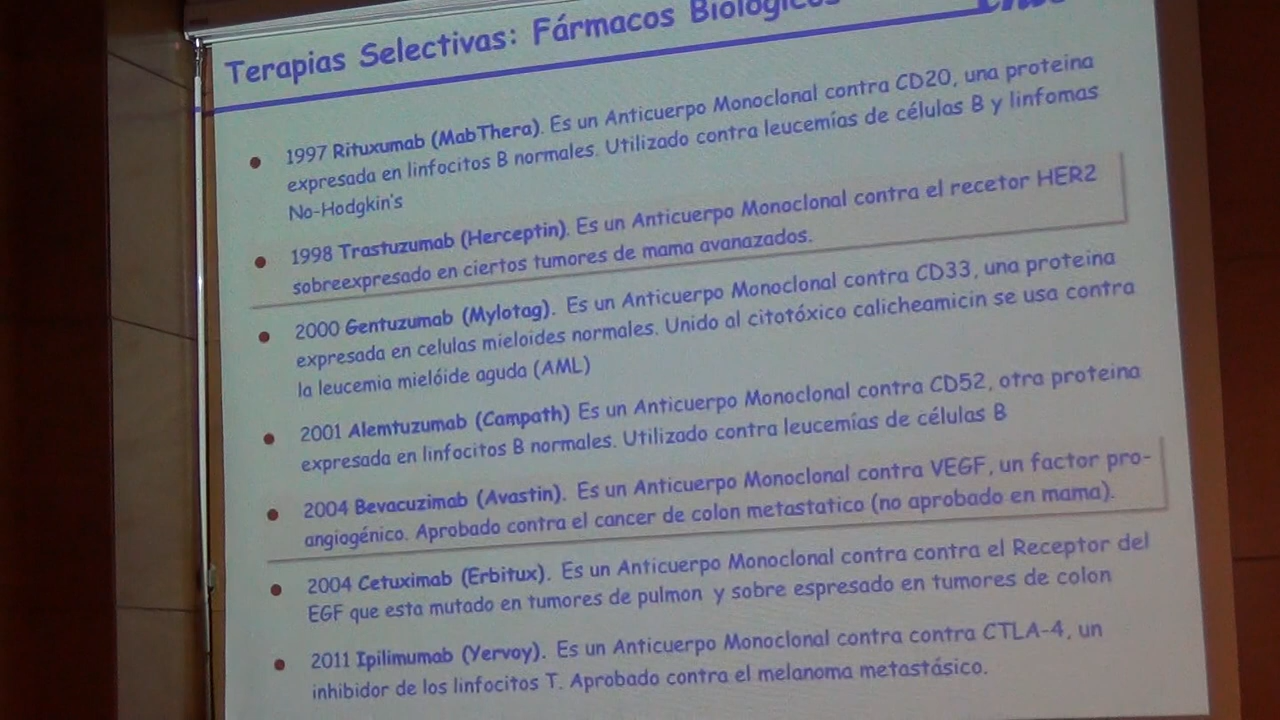 Terapias Selectivas: Fármacos Biológicos
1997 Rituxumab (MabThera). Es un Anticuerpo Monoclonal contra CD20, una proteina
expresada en linfocitos B normales. Utilizado contra leucemías de células B y linfomas
No-Hodgkin's
1998 Trastuzumab (Herceptin). Es un Anticuerpo Monoclonal contra el recetor HER2
sobreexpresado en ciertos tumores de mama avanazados.
2000 Gentuzumab (Mylotag). Es un Anticuerpo Monoclonal contra CD33, una proteina
expresada en celulas mieloides normales. Unido al citotóxico calicheamicin se usa contra
la leucemia mielóide aguda (AML)
2001 Alemtuzumab (Campath) Es un Anticuerpo Monoclonal contra CD52, otra proteina
expresada en linfocitos B normales. Utilizado contra leucemías de células B
2004 Bevacuzimab (Avastin). Es un Anticuerpo Monoclonal contra VEGF, un factor pro-
angiogénico. Aprobado contra el cancer de colon metastatico (no aprobado en mama).
2004 Cetuximab (Erbitux). Es un Anticuerpo Monoclonal contra contra el Receptor del
EGF que esta mutado en tumores de pulmon y sobre espresado en tumores de colon
2011 Ipilimumab (Yervoy). Es un Anticuerpo Monoclonal contra contra CTLA-4, un
inhibidor de los linfocitos T. Aprobado contra el melanoma metastásico.